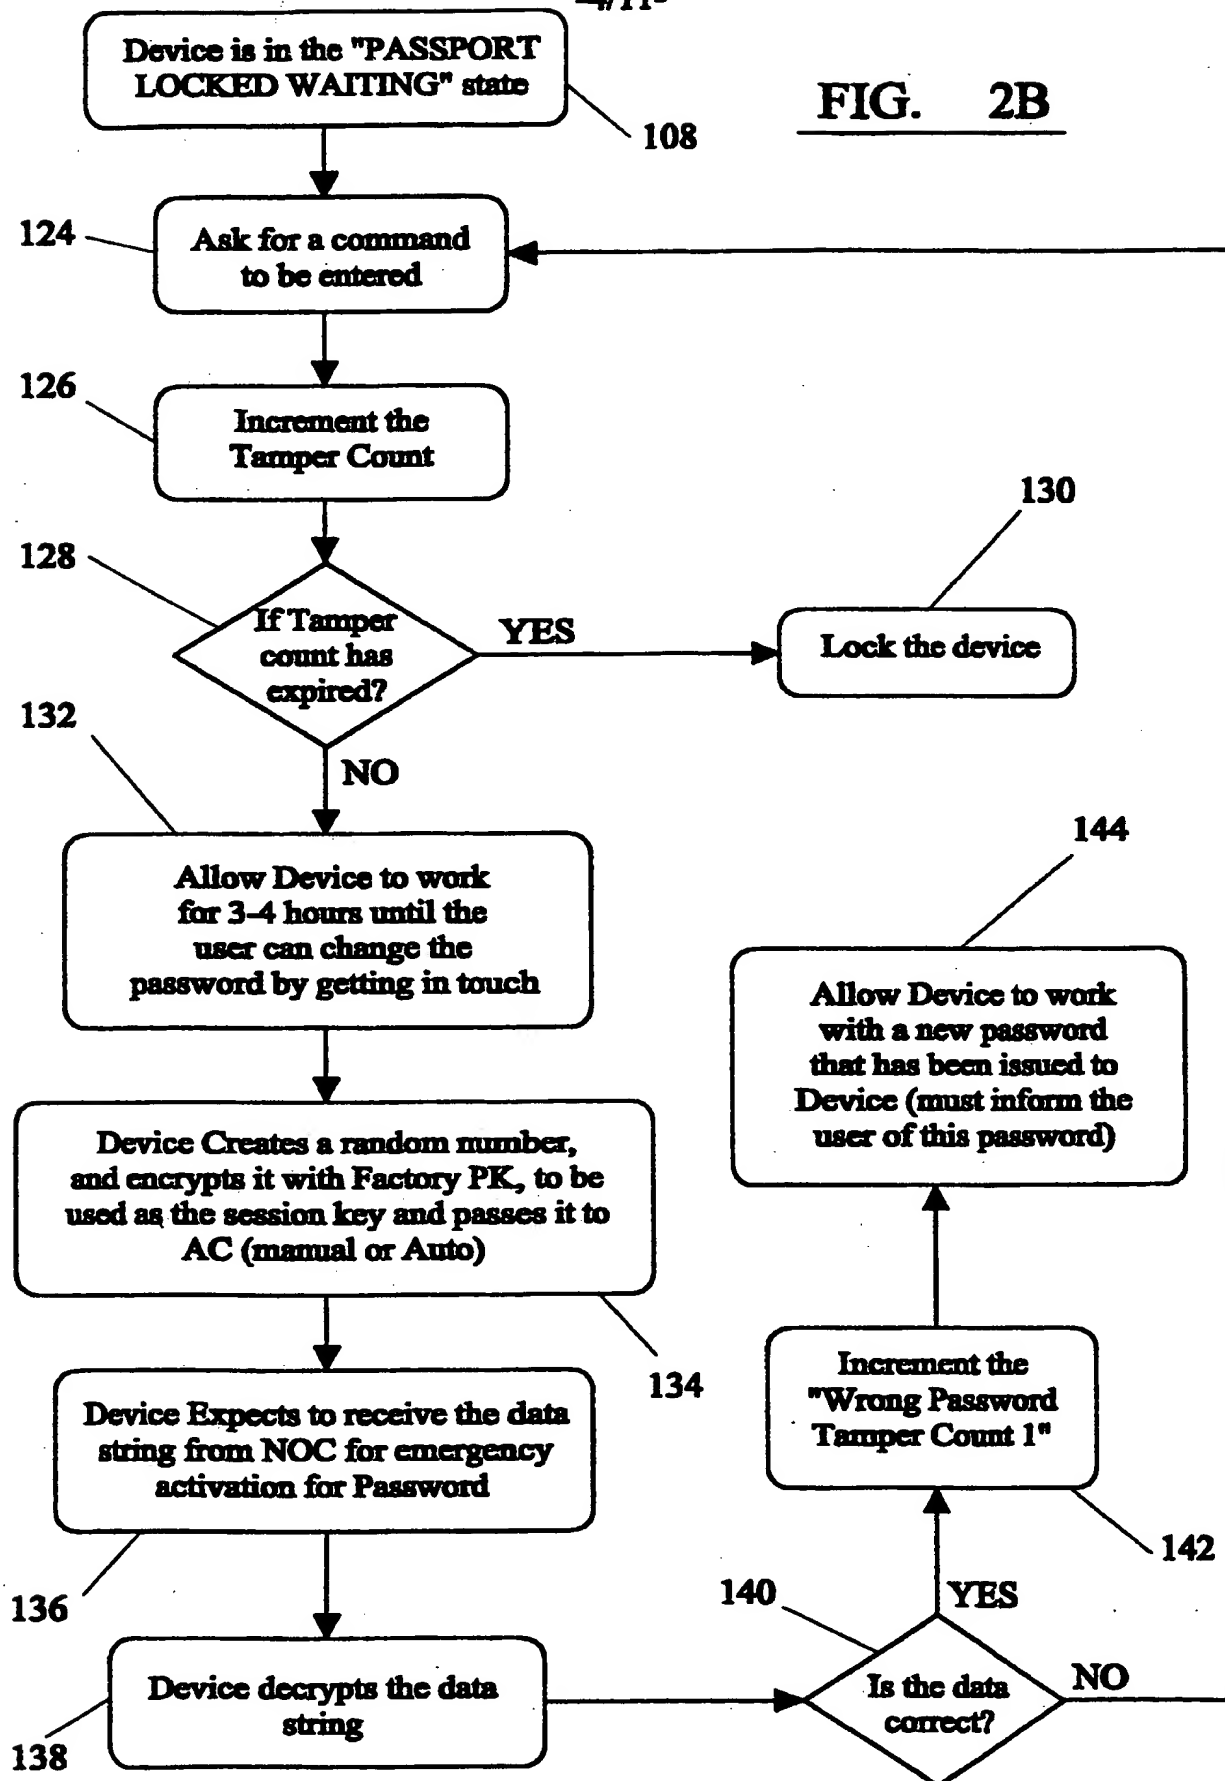 -4/11-
Device is in the "PASSPORT
LOCKED WAITING" state
FIG. 2B
108
124
Ask for a command
to be entered
126
Increment the
Tamper Count
130
128
If Tamper
count has
expired?
YES
Lock the device
132
NO
144
Allow Device to work
for 3-4 hours until the
user can change the
password by getting in touch
Allow Device to work
with a new password
that has been issued to
Device (must inform the
user of this password)
Device Creates a random number,
and encrypts it with Factory PK, to be
used as the session key and passes it to
AC (manual or Auto)
134
Increment the
"Wrong Password
Tamper Count 1"
142
Device Expects to receive the data
string from NOC for emergency
activation for Password
136
140
YES
Device decrypts the data
string
138
Is the data
correct?
NO